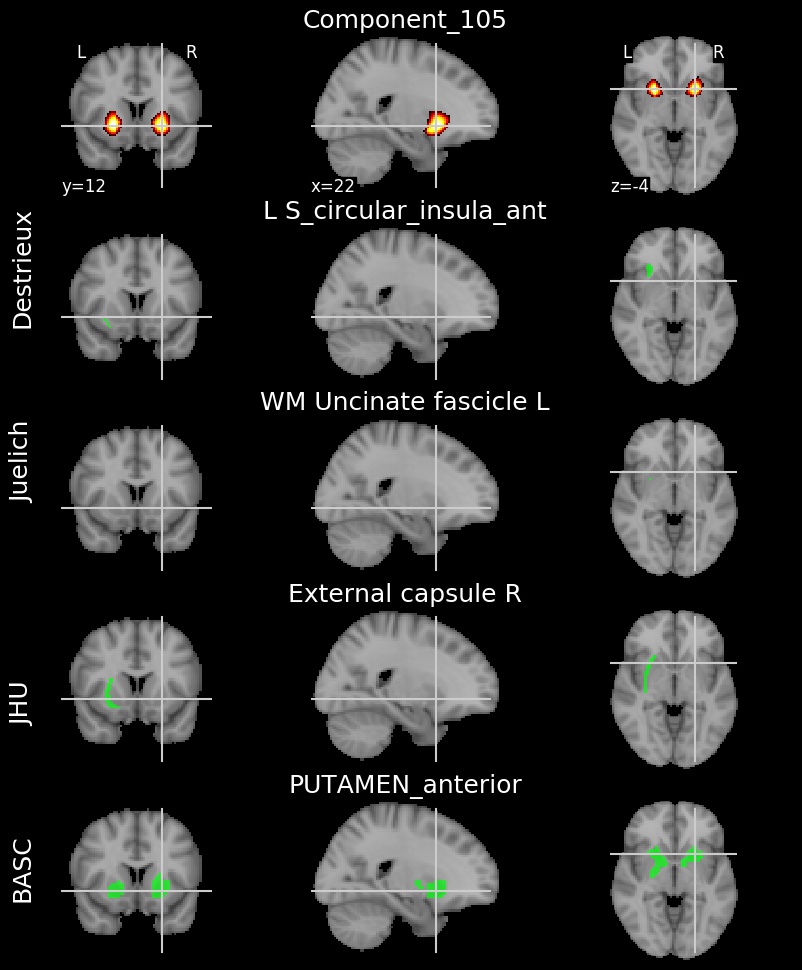 Component_105
L R
L R
y=12
x=22
z=-4
Destrieux
L S_circular_insula_ant
Juelich
WM Uncinate fascicle L
JHU
External capsule R
BASC
PUTAMEN_anterior